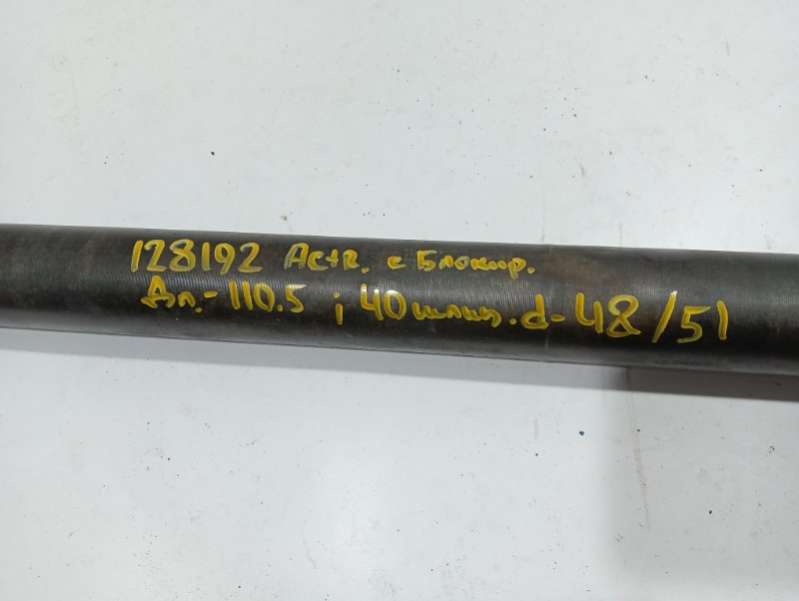 128192 Actr. с Блокир.
Дл.- 110.5 ; 40 шлиц. d- 48/51